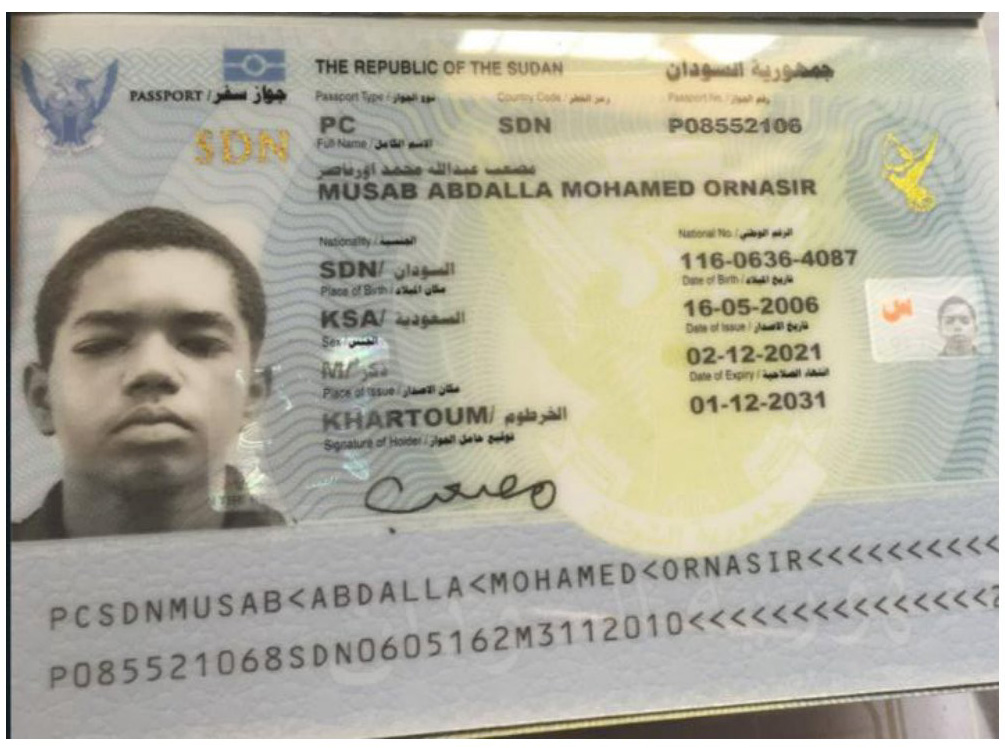 PASSPORT / جواز سفر
SDN
THE REPUBLIC OF THE SUDAN
جمهورية السودان
Passport Type / نوع الجواز
Country Code / رمز القطر
Passport No. / رقم الجواز
PC
SDN
P08552106
Full Name / الاسم الكامل
مصعب عبدالله محمد اورناصر
MUSAB ABDALLA MOHAMED ORNASIR
Nationality / الجنسية
National No. / الرقم الوطني
SDN/ السودان
116-0636-4087
Place of Birth / مكان الميلاد
Date of Birth / تاريخ الميلاد
KSA/ السعودية
16-05-2006
Sex / الجنس
Date of Issue / تاريخ الاصدار
M/ ذكر
02-12-2021
Place of Issue / مكان الاصدار
Date of Expiry / انتهاء الصلاحية
KHARTOUM/ الخرطوم
01-12-2031
Signature of Holder / توقيع حامل الجواز
مصعب
س
PCSDNMUSAB<ABDALLA<MOHAMED<ORNASIR<<<<<<<<<<
P085521068SDN0605162M3112010<<<<<<<<<<<<<<<2